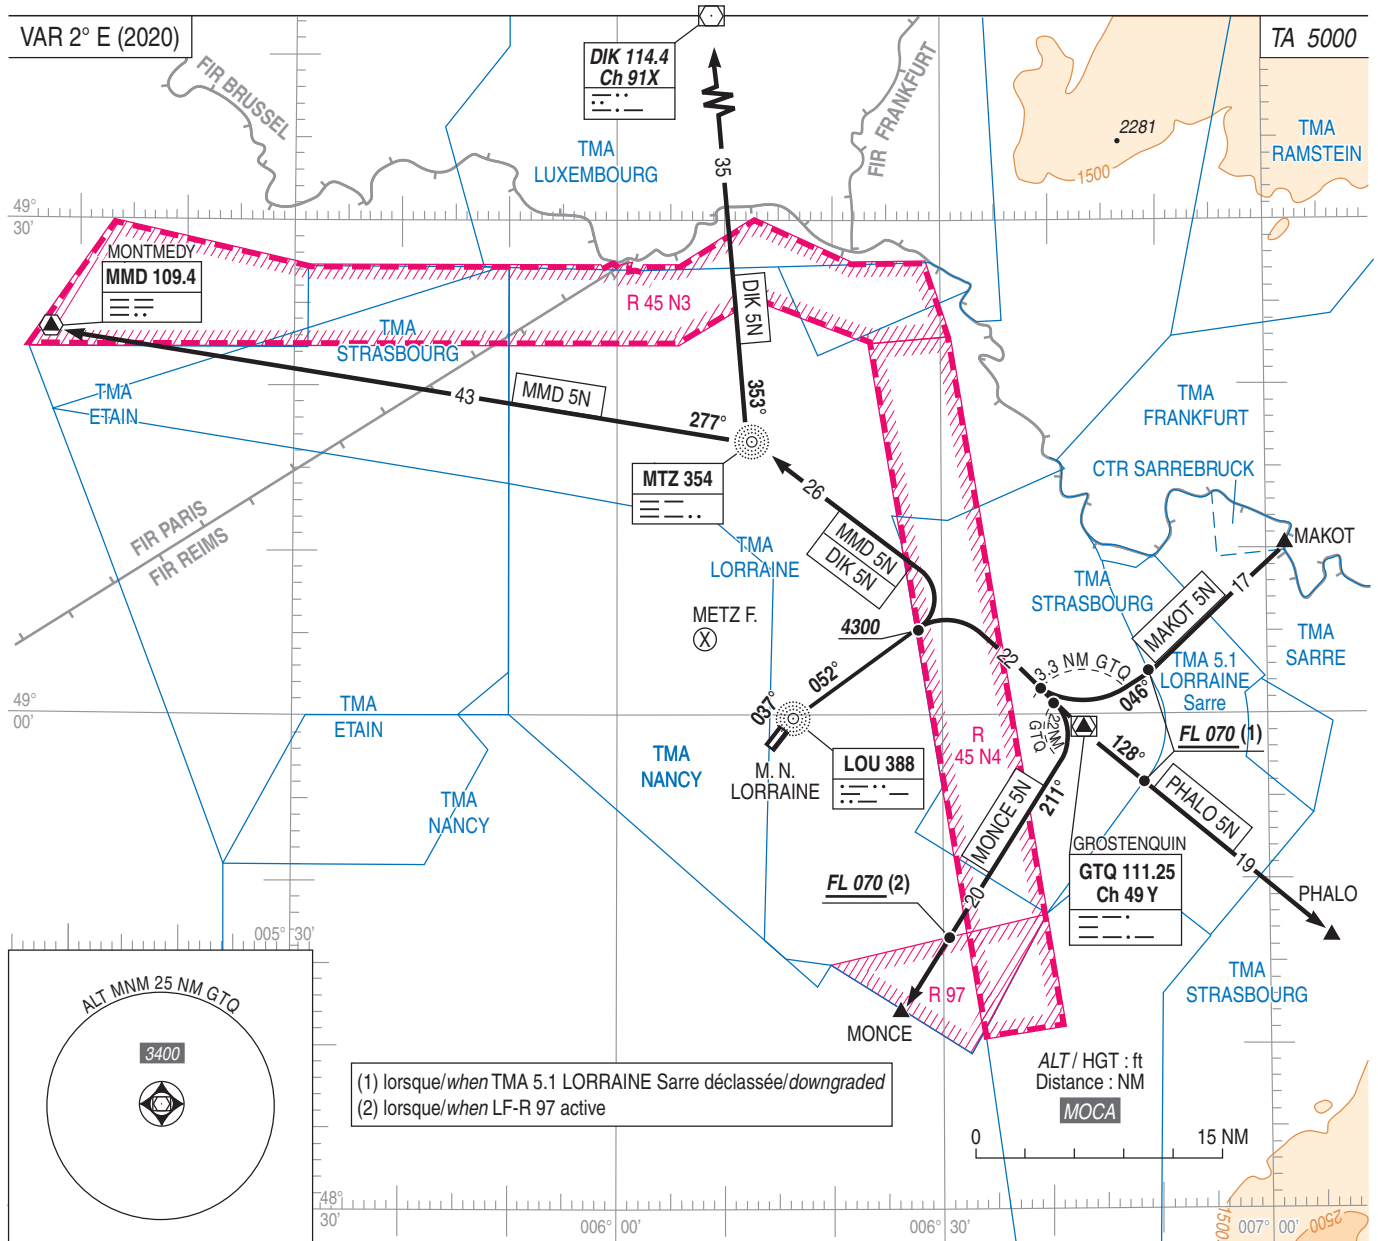 VAR 2° E (2020)
TA 5000
DIK 114.4
Ch 91X
FIR BRUSSEL
FIR FRANKFURT
2281
1500
TMA
RAMSTEIN
TMA
LUXEMBOURG
35
49°
30'
MONTMEDY
MMD 109.4
R 45 N3
DIK 5N
TMA
STRASBOURG
TMA
ETAIN
43
MMD 5N
277°
353°
TMA
FRANKFURT
MTZ 354
26
CTR SARREBRUCK
FIR PARIS
FIR REIMS
MMD 5N
DIK 5N
MAKOT
TMA
LORRAINE
TMA
STRASBOURG
17
MAKOT 5N
METZ F.
X
4300
22
3.3 NM GTQ
TMA
SARRE
TMA 5.1
LORRAINE
Sarre
052°
037°
046°
49°
00'
TMA
ETAIN
22NM
GTQ
FL 070 (1)
R
45 N4
128°
LOU 388
TMA
NANCY
M. N.
LORRAINE
211°
MONCE 5N
PHALO 5N
TMA
NANCY
GROSTENQUIN
GTQ 111.25
Ch 49 Y
19
FL 070 (2)
20
PHALO
005° 30'
R 97
TMA
STRASBOURG
MONCE
ALT MNM 25 NM GTQ
3400
(1) lorsque/when TMA 5.1 LORRAINE Sarre déclassée/downgraded
(2) lorsque/when LF-R 97 active
ALT / HGT : ft
Distance : NM
MOCA
0
15 NM
48°
30'
006° 00'
006° 30'
007° 00'
1500
2500